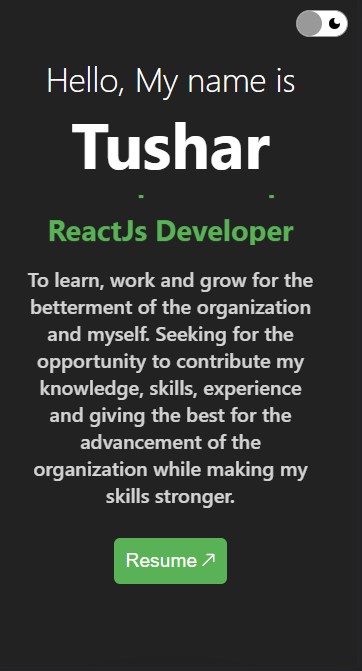 Hello, My name is
Tushar
ReactJs Developer
To learn, work and grow for the
betterment of the organization
and myself. Seeking for the
opportunity to contribute my
knowledge, skills, experience
and giving the best for the
advancement of the
organization while making my
skills stronger.
Resume ↗